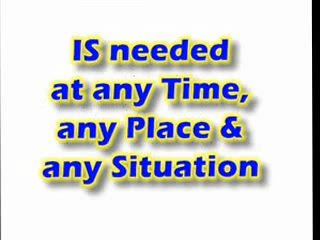 IS needed
at any Time,
any Place &
any Situation